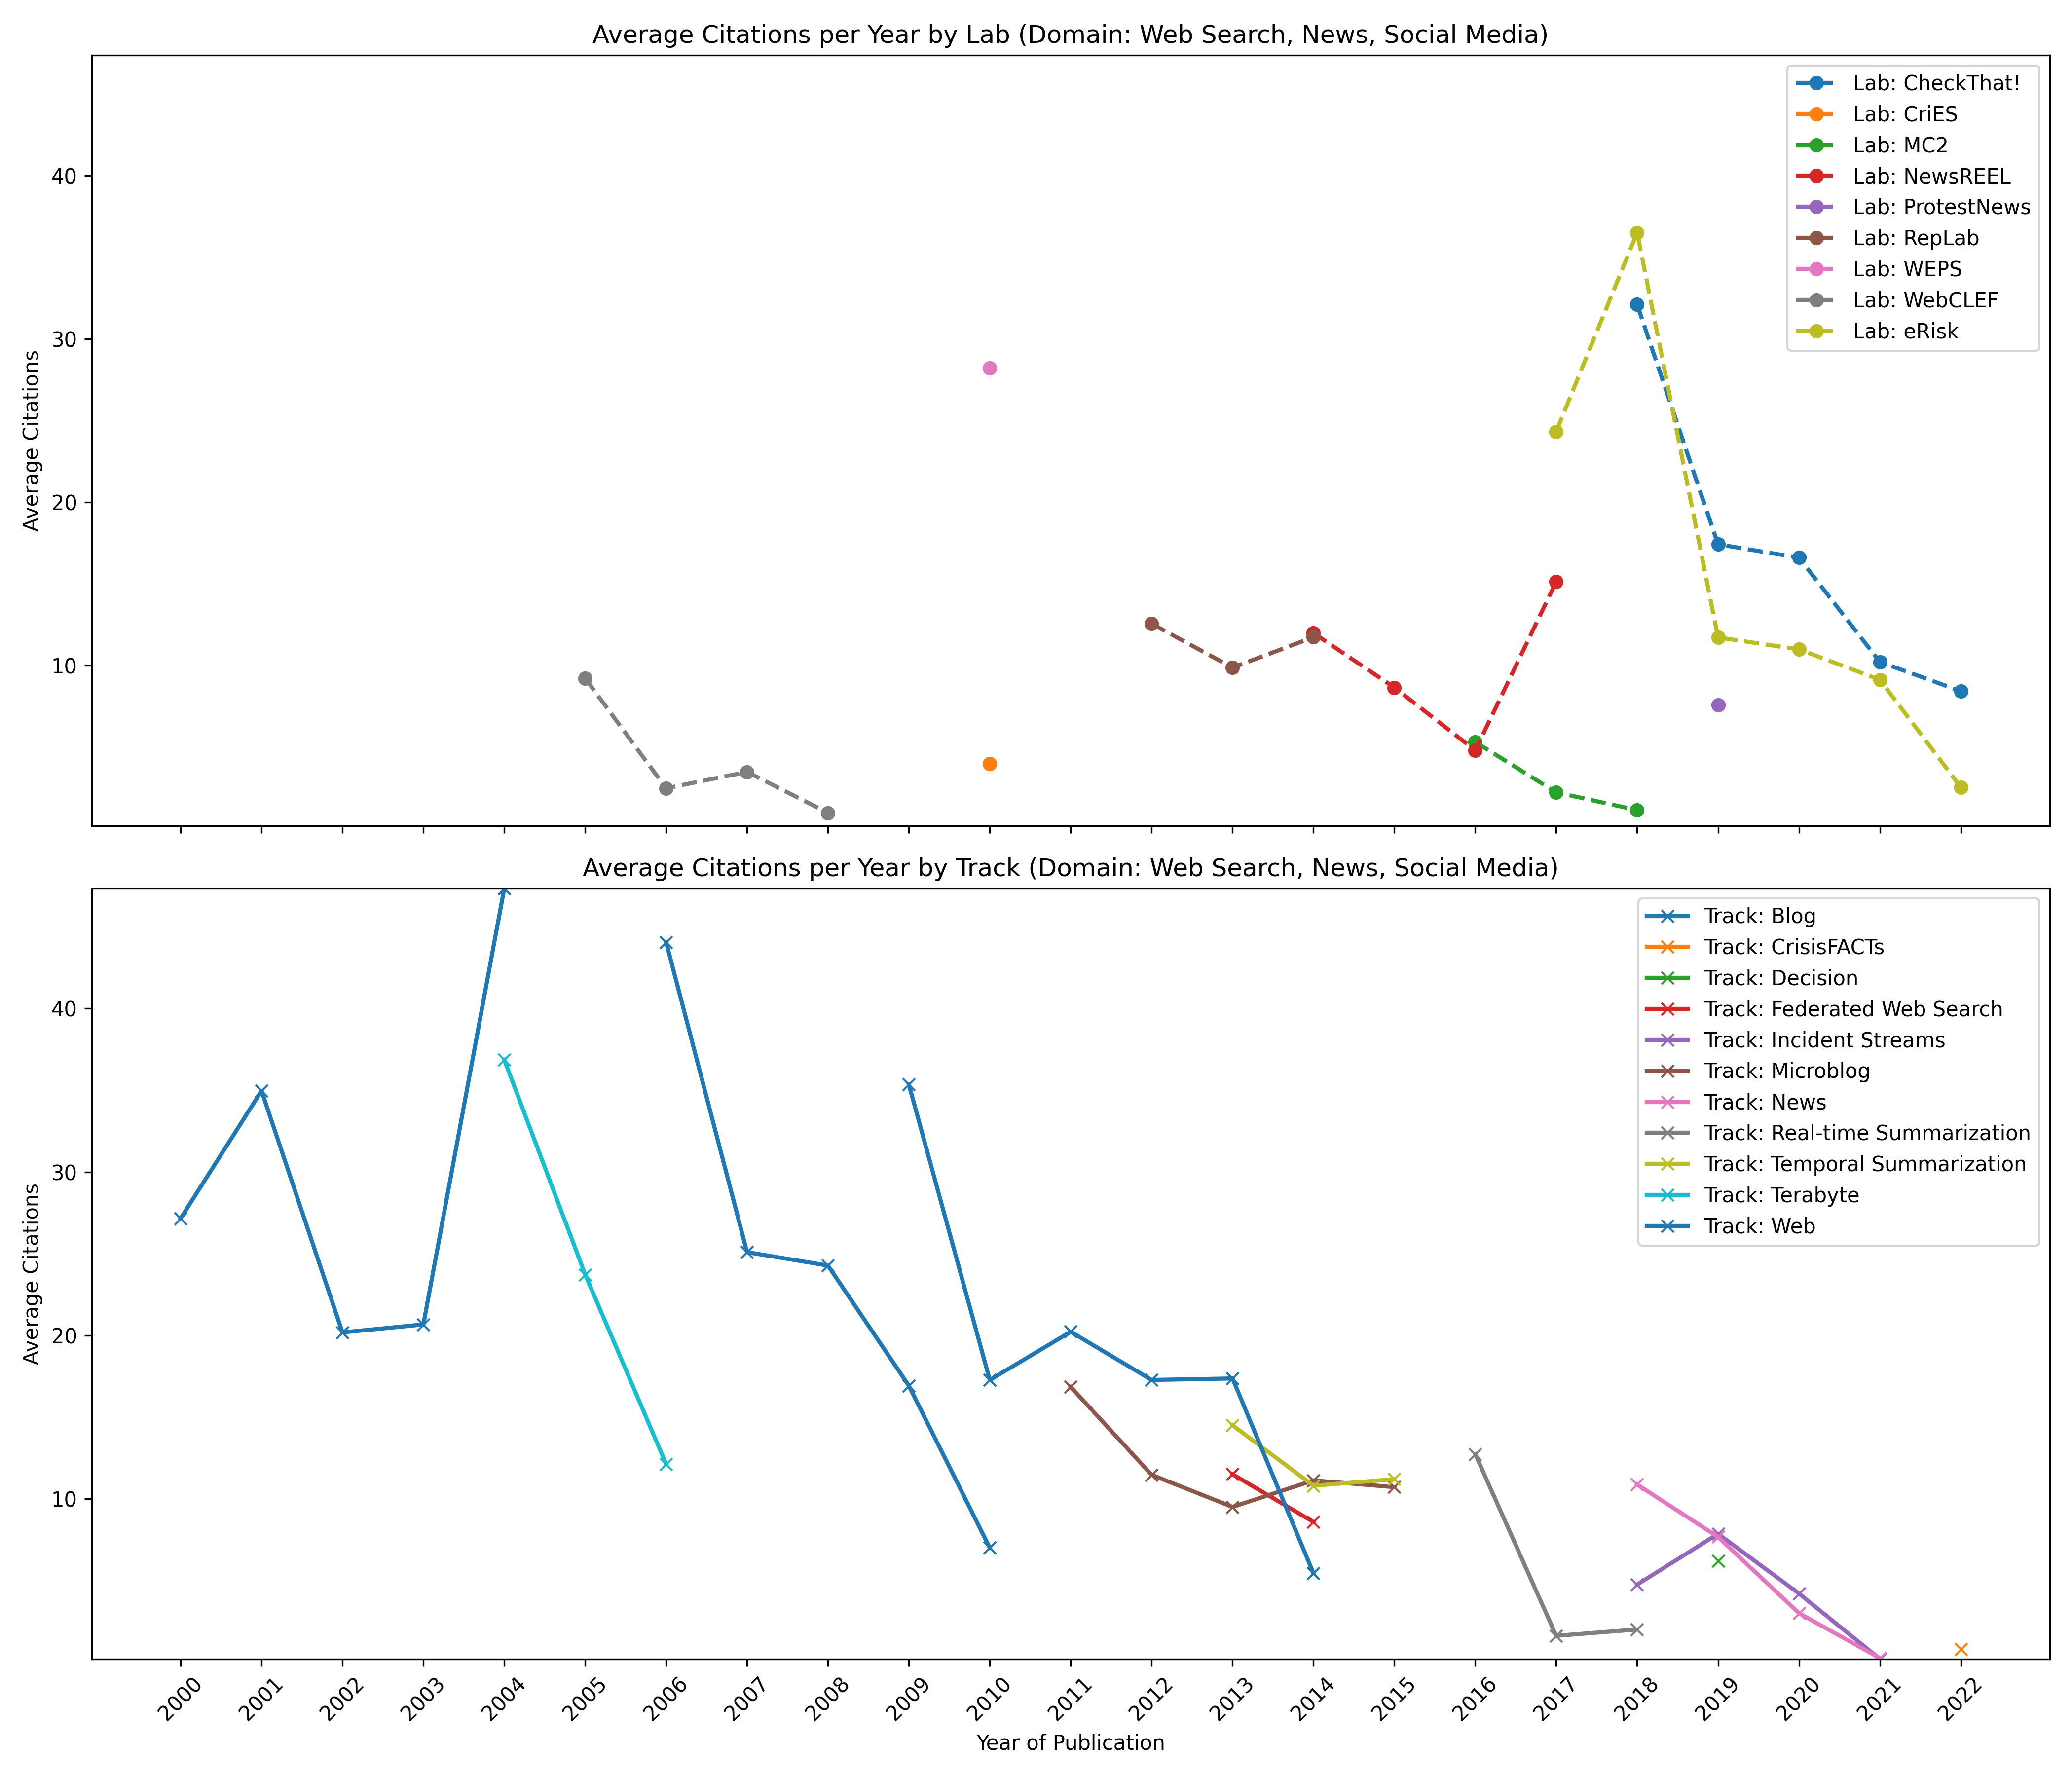 Average Citations per Year by Lab (Domain: Web Search, News, Social Media)
Average Citations
40
30
20
10
Lab: CheckThat!
Lab: CriES
Lab: MC2
Lab: NewsREEL
Lab: ProtestNews
Lab: RepLab
Lab: WEPS
Lab: WebCLEF
Lab: eRisk
Average Citations per Year by Track (Domain: Web Search, News, Social Media)
Average Citations
40
30
20
10
Track: Blog
Track: CrisisFACTs
Track: Decision
Track: Federated Web Search
Track: Incident Streams
Track: Microblog
Track: News
Track: Real-time Summarization
Track: Temporal Summarization
Track: Terabyte
Track: Web
2000 2001 2002 2003 2004 2005 2006 2007 2008 2009 2010 2011 2012 2013 2014 2015 2016 2017 2018 2019 2020 2021 2022
Year of Publication